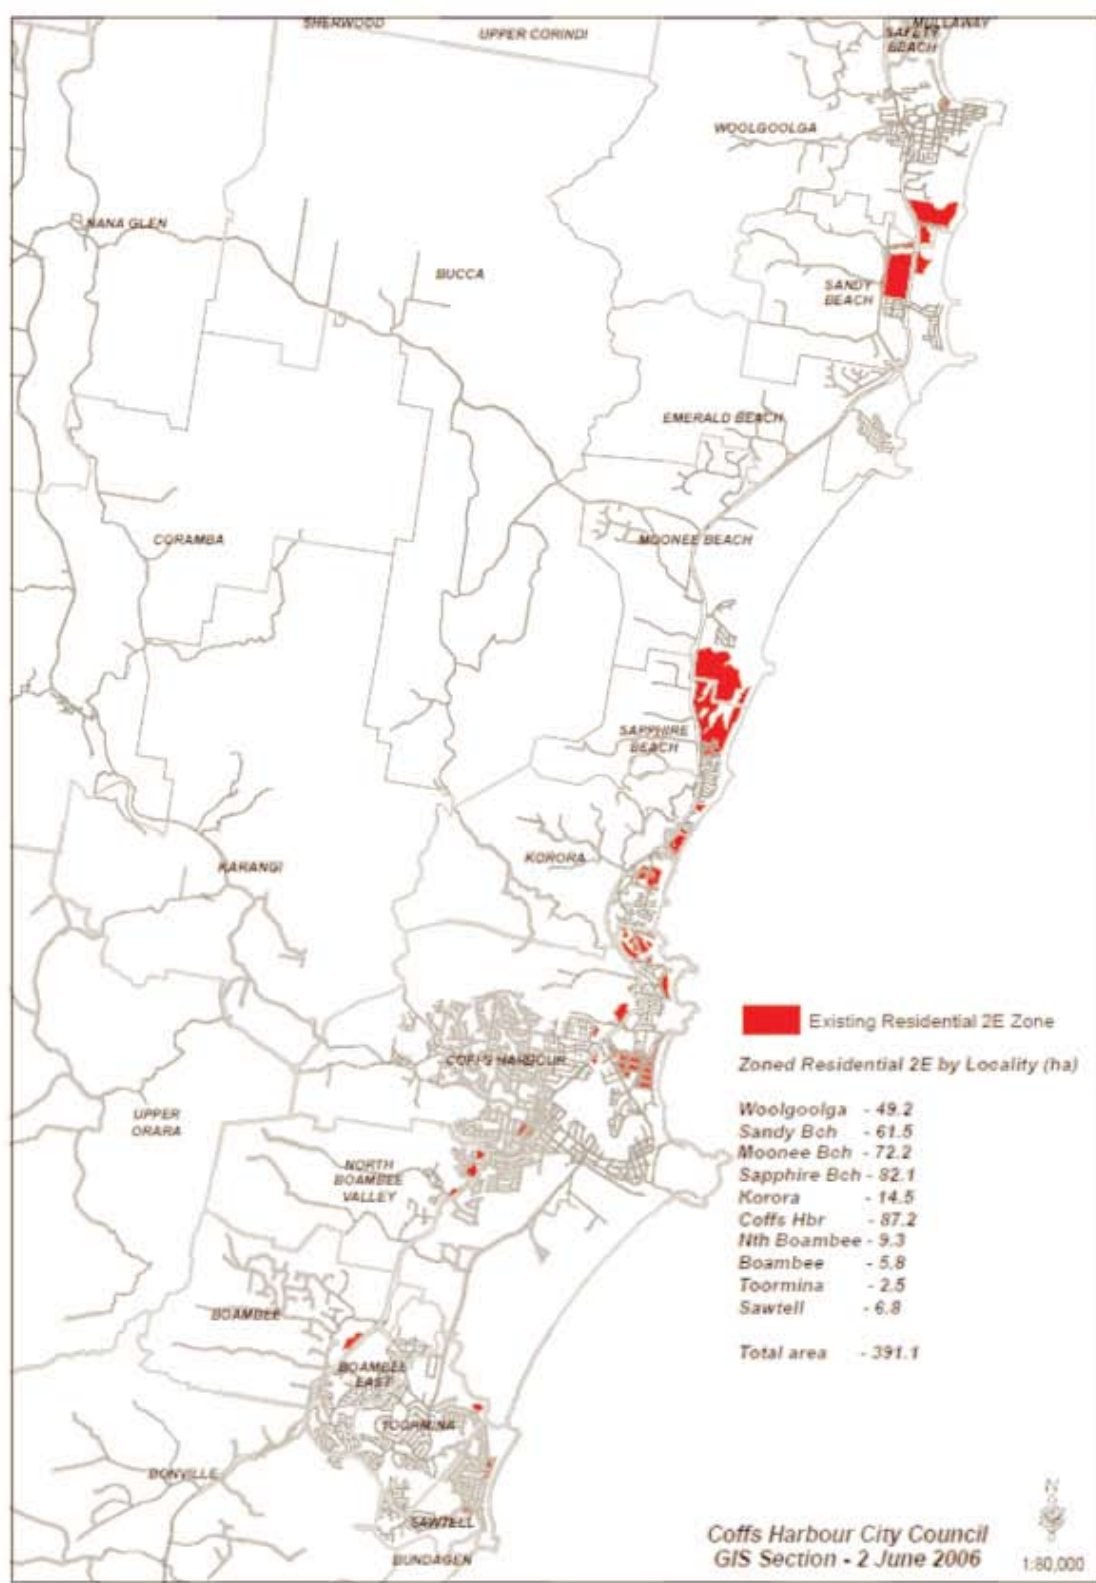 SHERWOOD
UPPER CORINDI
MULLAWAY
SAFETY
BEACH
WOOLGOOLGA
NANA GLEN
BUCCA
SANDY
BEACH
EMERALD BEACH
CORAMBA
MOONEE BEACH
SAPPHIRE
BEACH
KORORA
KARANGI
Existing Residential 2E Zone
COFFS HARBOUR
Zoned Residential 2E by Locality (ha)
UPPER
ORARA
Woolgoolga - 49.2
Sandy Bch - 61.5
Moonee Bch - 72.2
Sapphire Bch - 82.1
Korora - 14.5
Coffs Hbr - 87.2
Nth Boambee - 9.3
Boambee - 5.8
Toormina - 2.5
Sawtell - 6.8
Total area - 391.1
NORTH
BOAMBEE
VALLEY
BOAMBEE
BOAMBEE
EAST
TOORMINA
BONVILLE
SAWTELL
BUNDAGEN
N
Coffs Harbour City Council
GIS Section - 2 June 2006
1:80,000